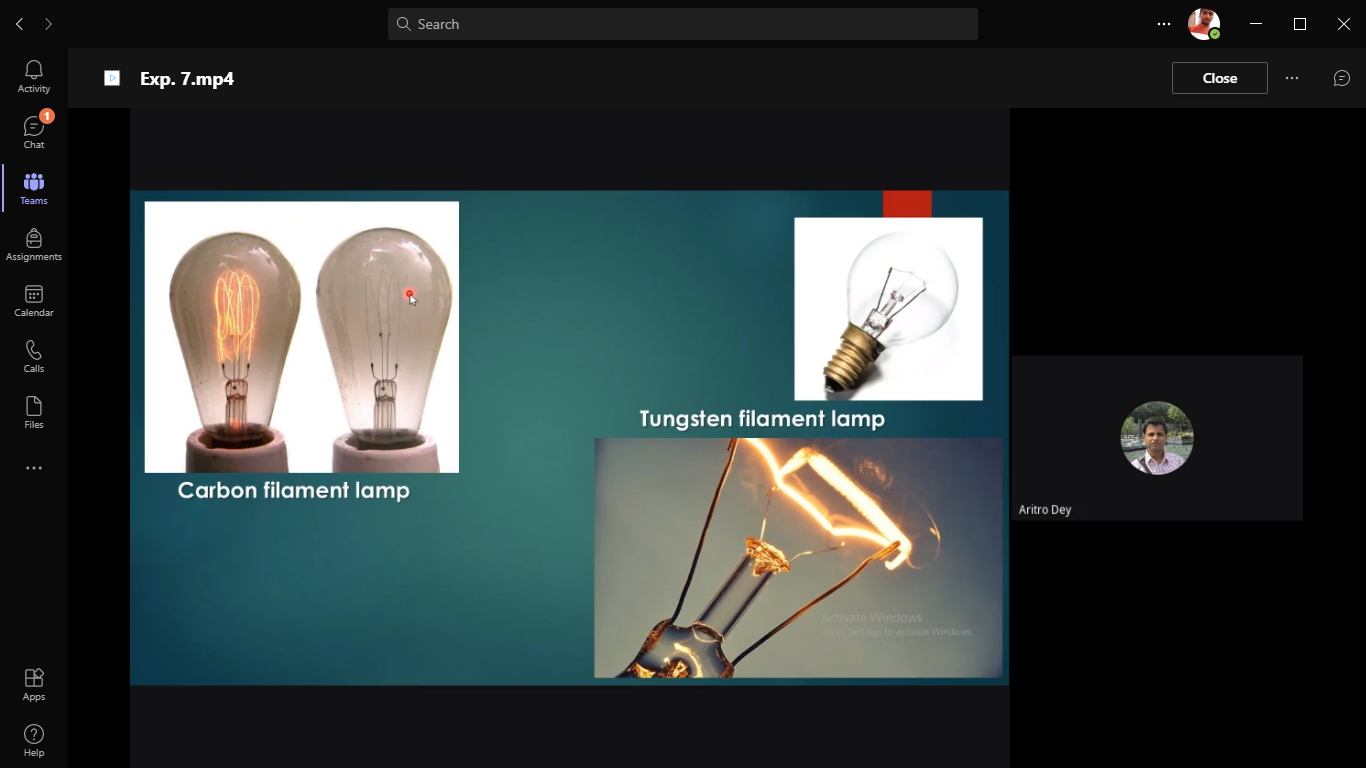 Search
Exp. 7.mp4
Close
Activity
1
Chat
Teams
Assignments
Calendar
Calls
Files
Apps
Help
Carbon filament lamp
Tungsten filament lamp
Activate Windows
Go to Settings to activate Windows.
Aritro Dey